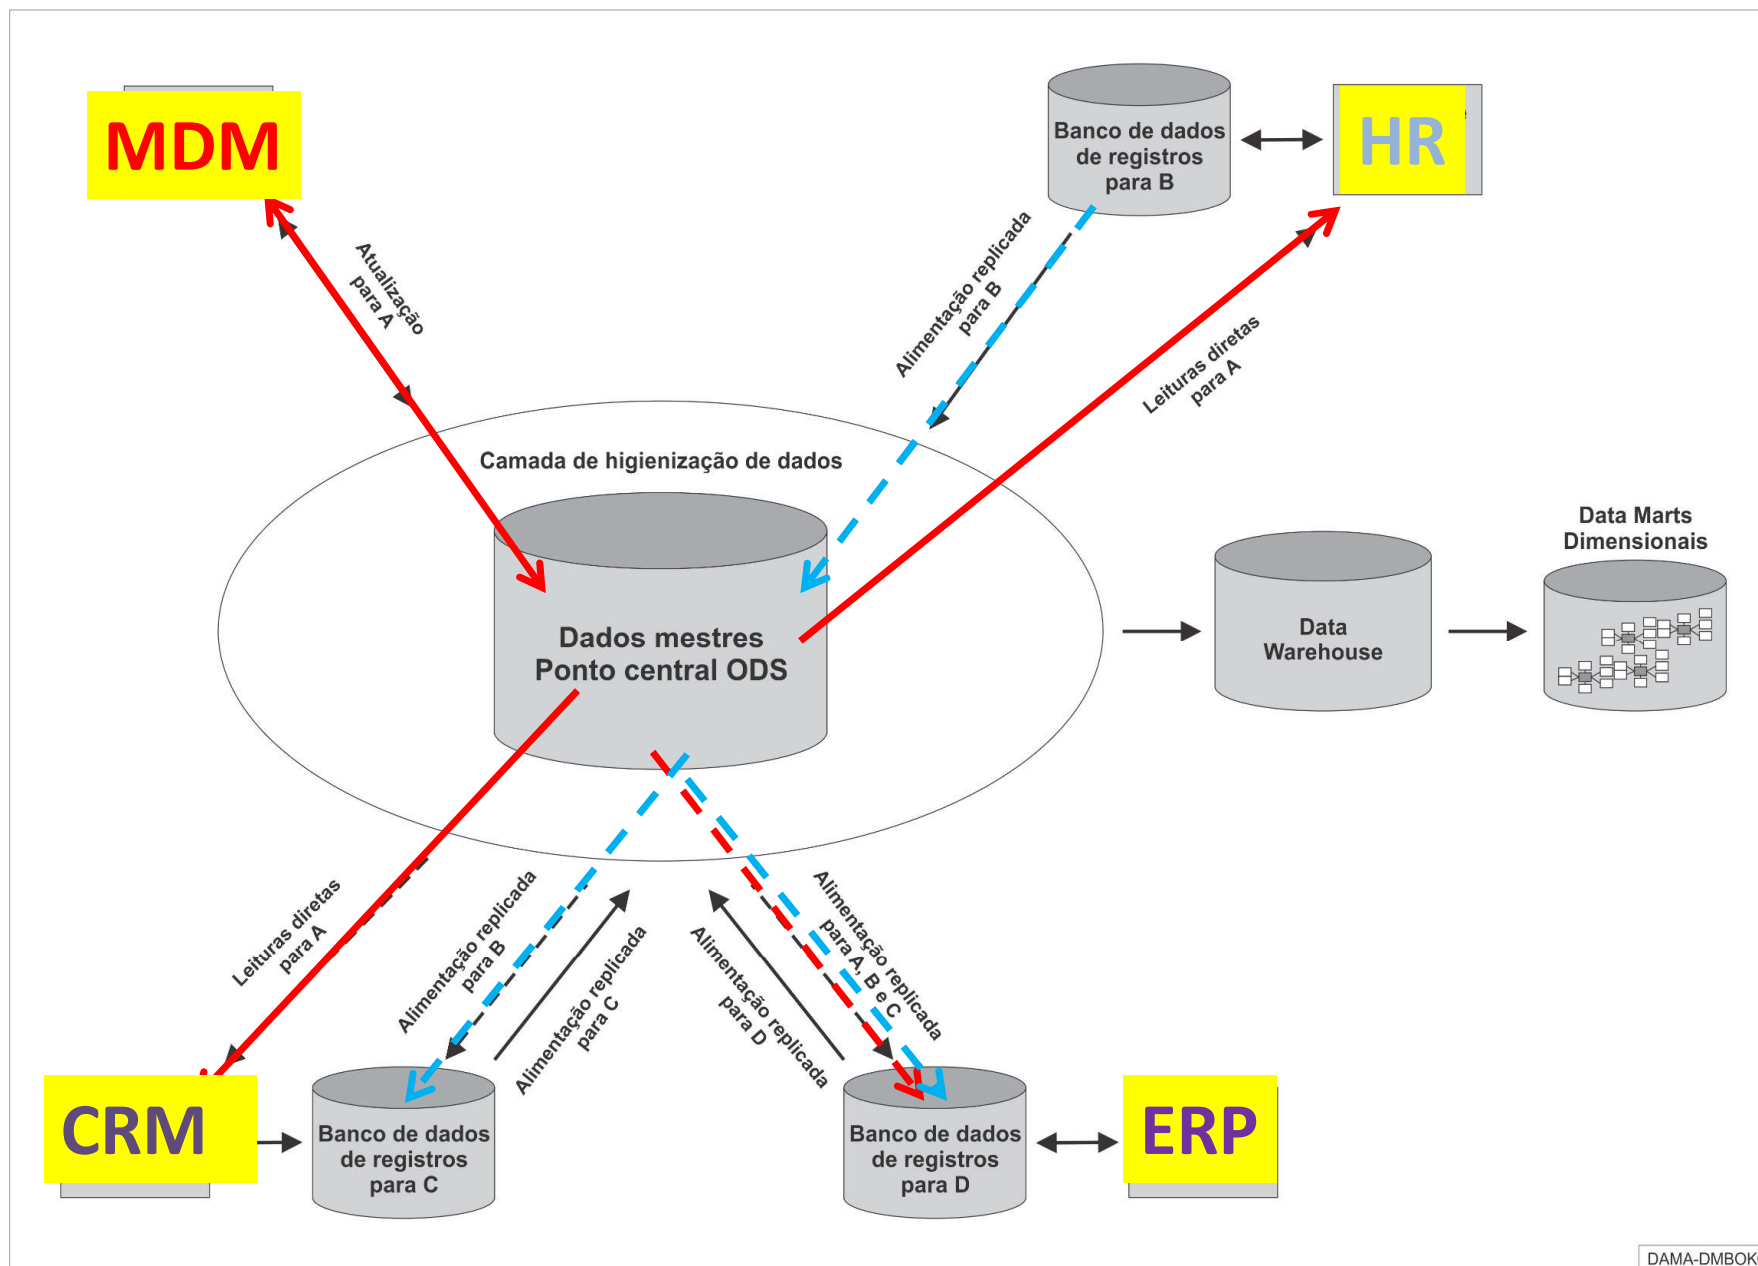 MDM
Banco de dados
de registros
para B
HR
Atualização
para A
Alimentação replicada
para B
Leituras diretas
para A
Camada de higienização de dados
Dados mestres
Ponto central ODS
Data
Warehouse
Data Marts
Dimensionais
Leituras diretas
para A
Alimentação replicada
para B
Alimentação replicada
para C
Alimentação replicada
para D
Alimentação replicada
para A, B e C
CRM
Banco de dados
de registros
para C
Banco de dados
de registros
para D
ERP
DAMA-DMBOK